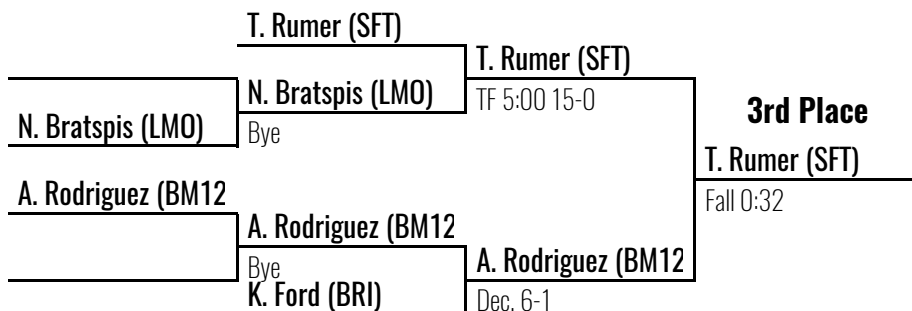 T. Rumer (SFT)
T. Rumer (SFT)
N. Bratspis (LMO)
TF 5:00 15-0
3rd Place
N. Bratspis (LMO)
Bye
T. Rumer (SFT)
A. Rodriguez (BM12
Fall 0:32
A. Rodriguez (BM12
Bye
A. Rodriguez (BM12
K. Ford (BRI)
Dec. 6-1